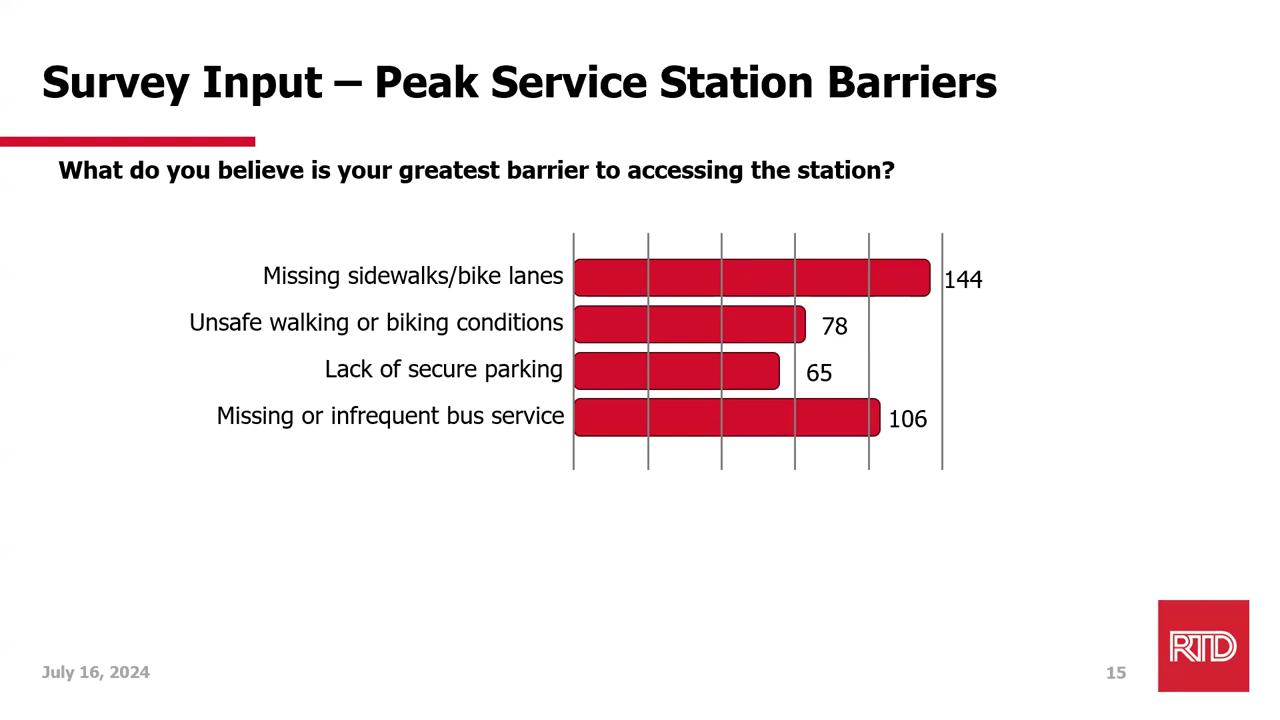 Survey Input – Peak Service Station Barriers
What do you believe is your greatest barrier to accessing the station?
Missing sidewalks/bike lanes 144
Unsafe walking or biking conditions 78
Lack of secure parking 65
Missing or infrequent bus service 106
July 16, 2024
15
RTD